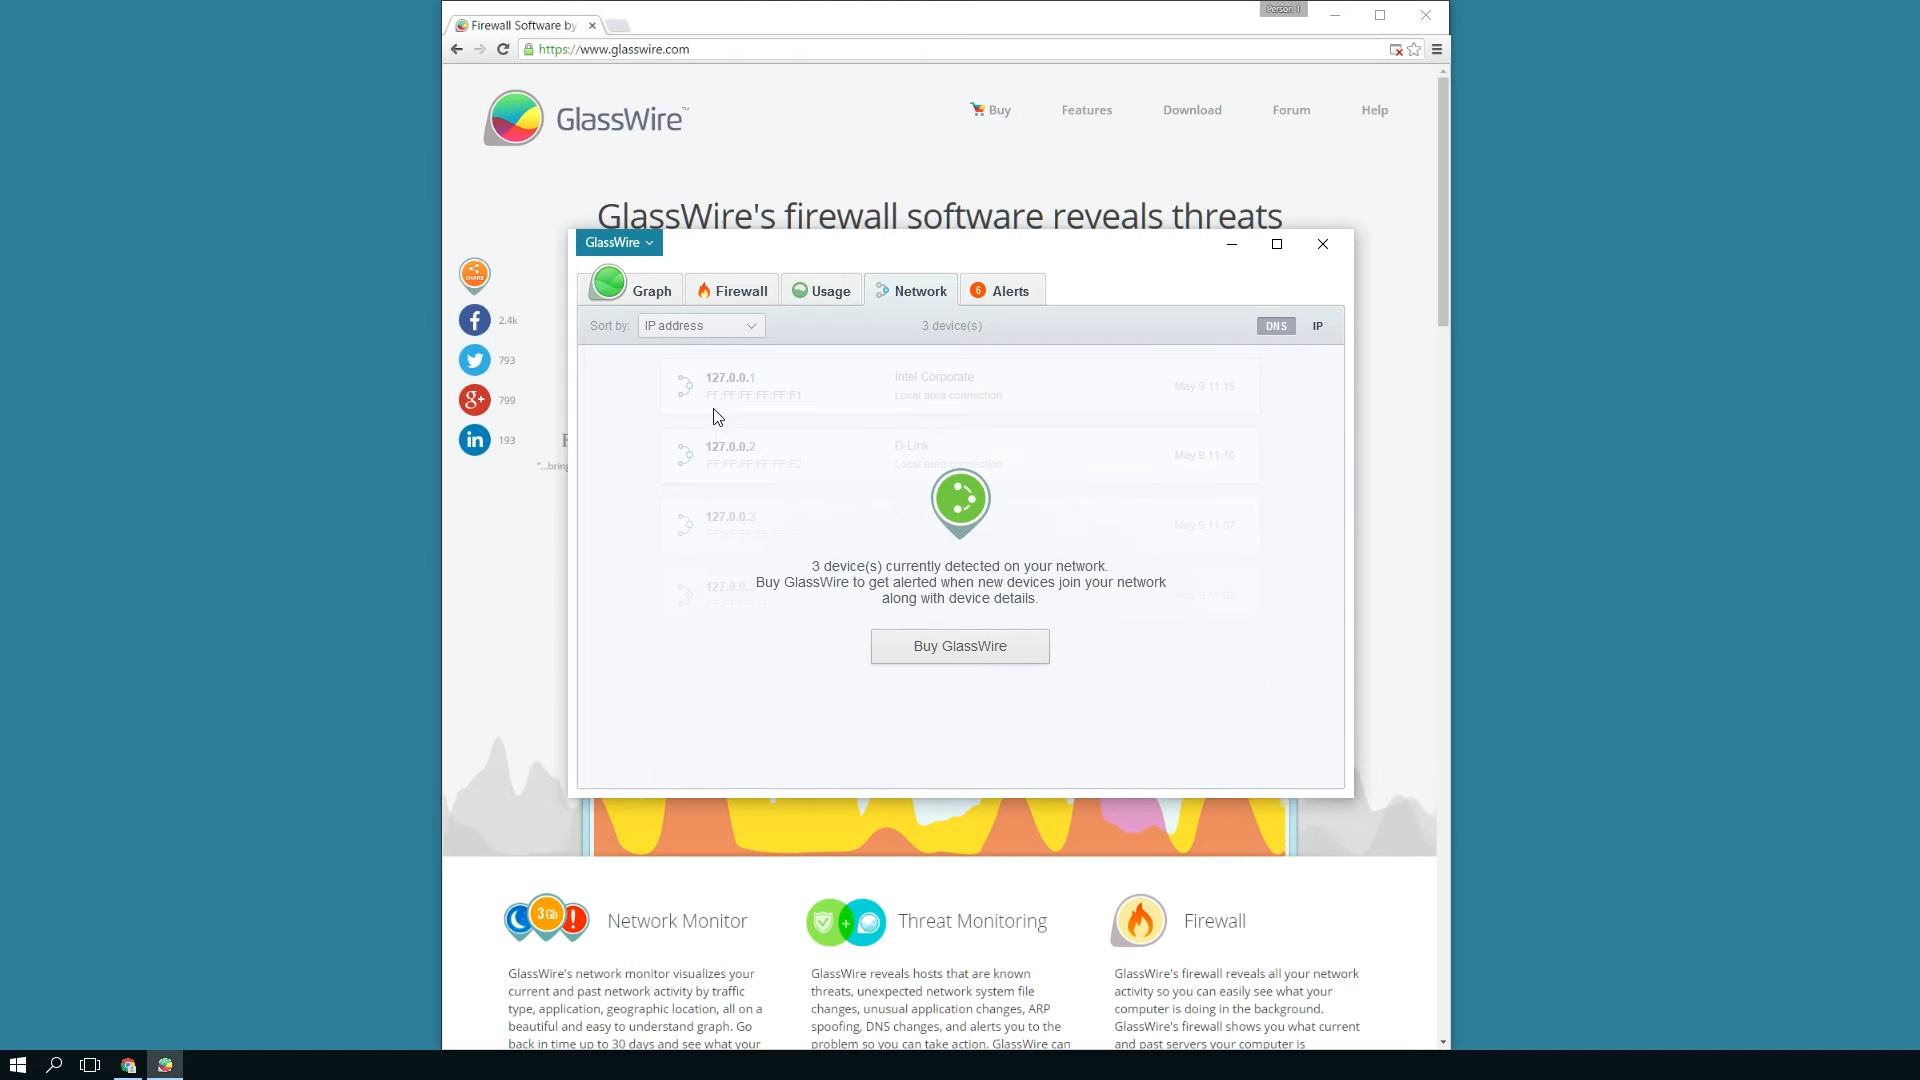 Person 1
Firewall Software by
https://www.glasswire.com
GlassWire™
Buy
Features
Download
Forum
Help
GlassWire's firewall software reveals threats
SHARE
2.4k
793
799
193
"...bring
GlassWire
Graph
Firewall
Usage
Network
6 Alerts
Sort by: IP address
3 device(s)
DNS
IP
127.0.0.1
Intel Corporate
May 9 11:15
FF:FF:FF:FF:FF:F1
Local area connection
127.0.0.2
D-Link
May 9 11:10
FF:FF:FF:FF:FF:F2
Local area connection
127.0.0.3
May 9 11:07
3 device(s) currently detected on your network.
Buy GlassWire to get alerted when new devices join your network
along with device details.
Buy GlassWire
3 Gb
Network Monitor
GlassWire's network monitor visualizes your
current and past network activity by traffic
type, application, geographic location, all on a
beautiful and easy to understand graph. Go
back in time up to 30 days and see what your
Threat Monitoring
GlassWire reveals hosts that are known
threats, unexpected network system file
changes, unusual application changes, ARP
spoofing, DNS changes, and alerts you to the
problem so you can take action. GlassWire can
Firewall
GlassWire's firewall reveals all your network
activity so you can easily see what your
computer is doing in the background.
GlassWire's firewall shows you what current
and past servers your computer is